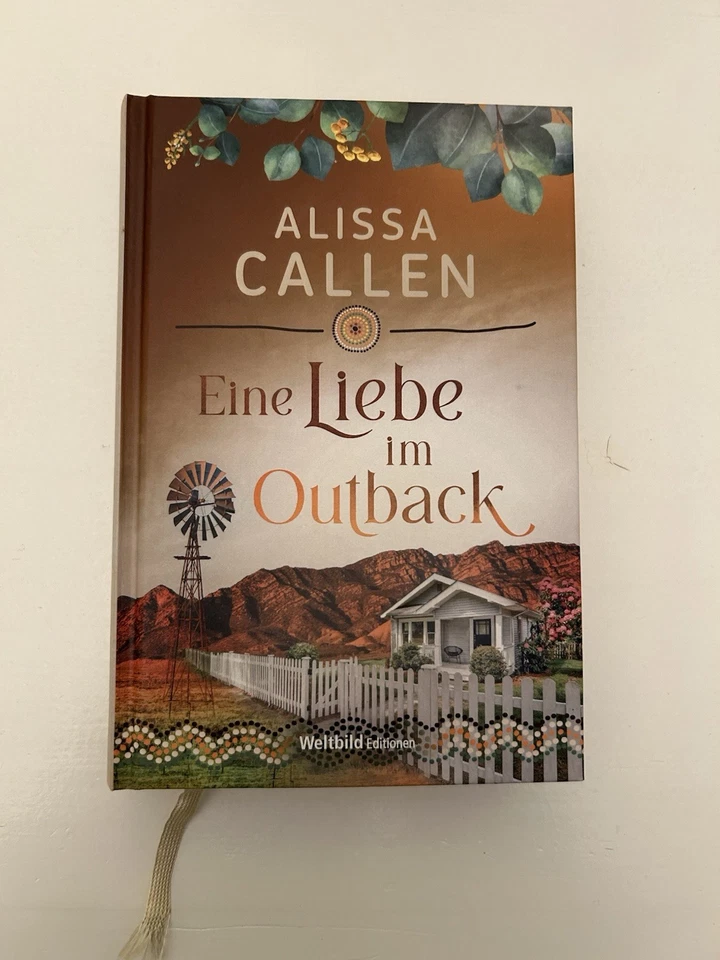 ALISSA
CALLEN
Eine Liebe
im
Outback
Weltbild Editionen